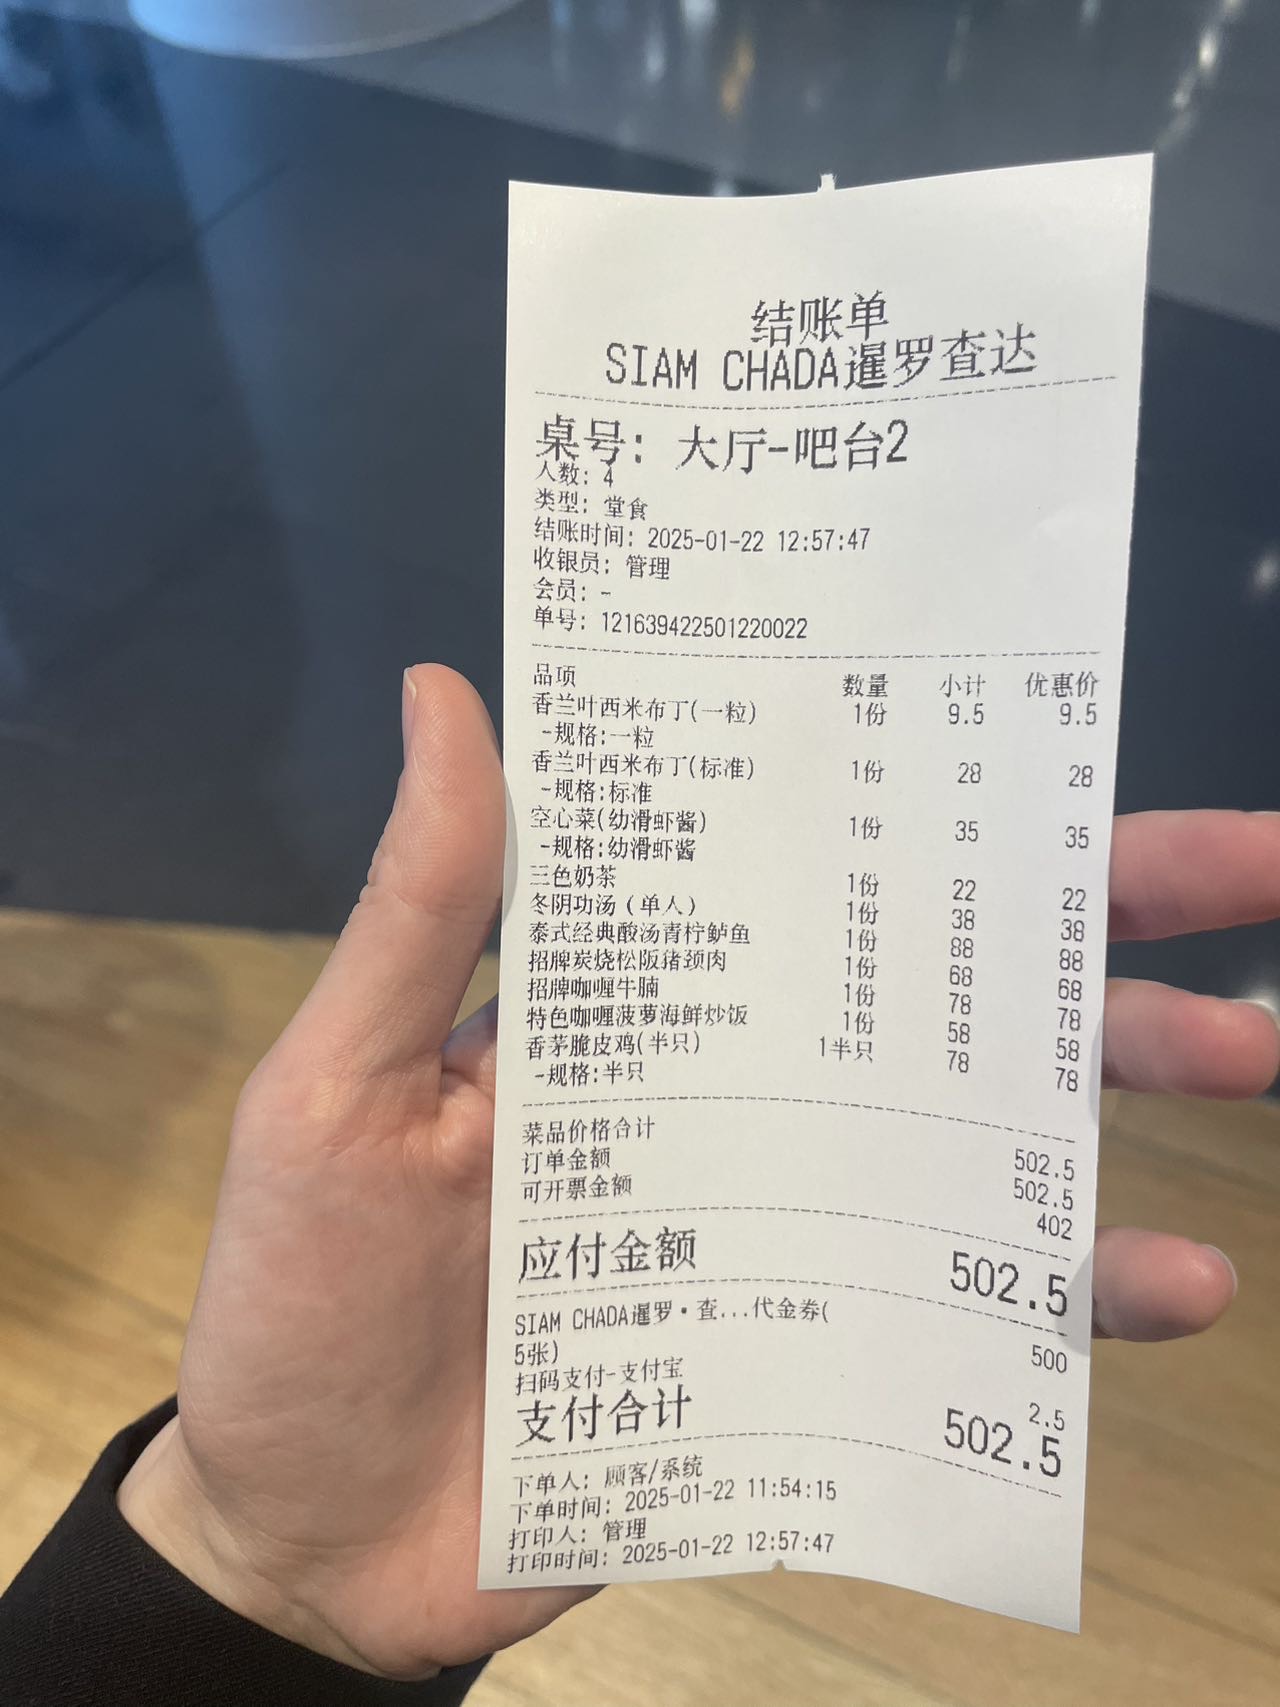 结账单
SIAM CHADA暹罗查达
桌号: 大厅-吧台2
人数: 4
类型: 堂食
结账时间: 2025-01-22 12:57:47
收银员: 管理
会员: -
单号: 121639422501220022
品项 数量 小计 优惠价
香兰叶西米布丁(一粒) 1份 9.5 9.5
-规格:一粒
香兰叶西米布丁(标准) 1份 28 28
-规格:标准
空心菜(幼滑虾酱) 1份 35 35
-规格:幼滑虾酱
三色奶茶 1份 22 22
冬阴功汤(单人) 1份 38 38
泰式经典酸汤青柠鲈鱼 1份 88 88
招牌炭烧松阪猪颈肉 1份 68 68
招牌咖喱牛腩 1份 78 78
特色咖喱菠萝海鲜炒饭 1份 58 58
香茅脆皮鸡(半只) 1半只 78 78
-规格:半只
菜品价格合计 502.5
订单金额 502.5
可开票金额 402
应付金额 502.5
SIAM CHADA暹罗·查...代金券(
5张) 500
扫码支付-支付宝 2.5
支付合计 502.5
下单人: 顾客/系统
下单时间: 2025-01-22 11:54:15
打印人: 管理
打印时间: 2025-01-22 12:57:47